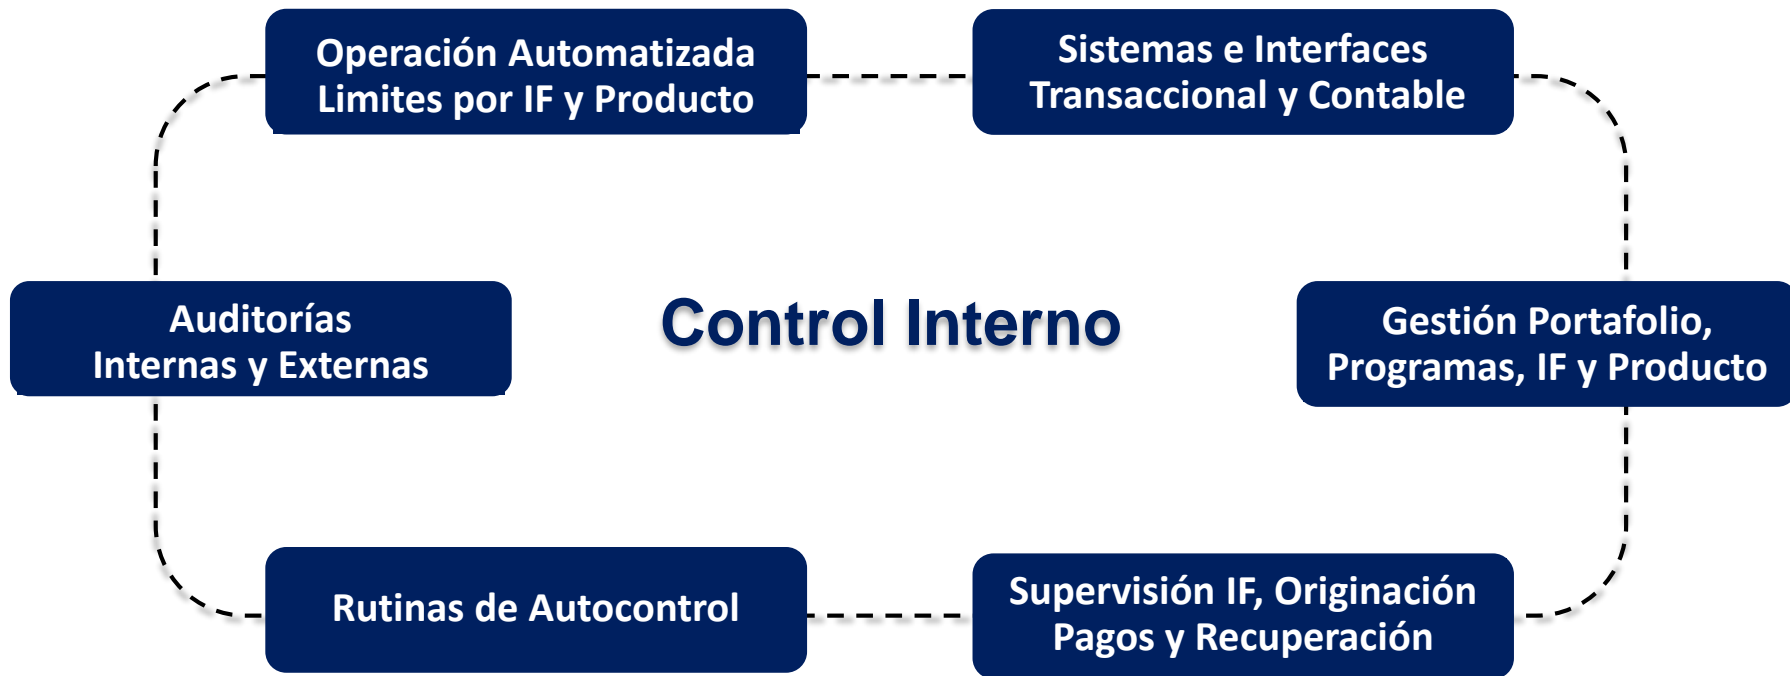 Operación Automatizada
Limites por IF y Producto
Sistemas e Interfaces
Transaccional y Contable
Auditorías
Internas y Externas
Control Interno
Gestión Portafolio,
Programas, IF y Producto
Rutinas de Autocontrol
Supervisión IF, Originación
Pagos y Recuperación